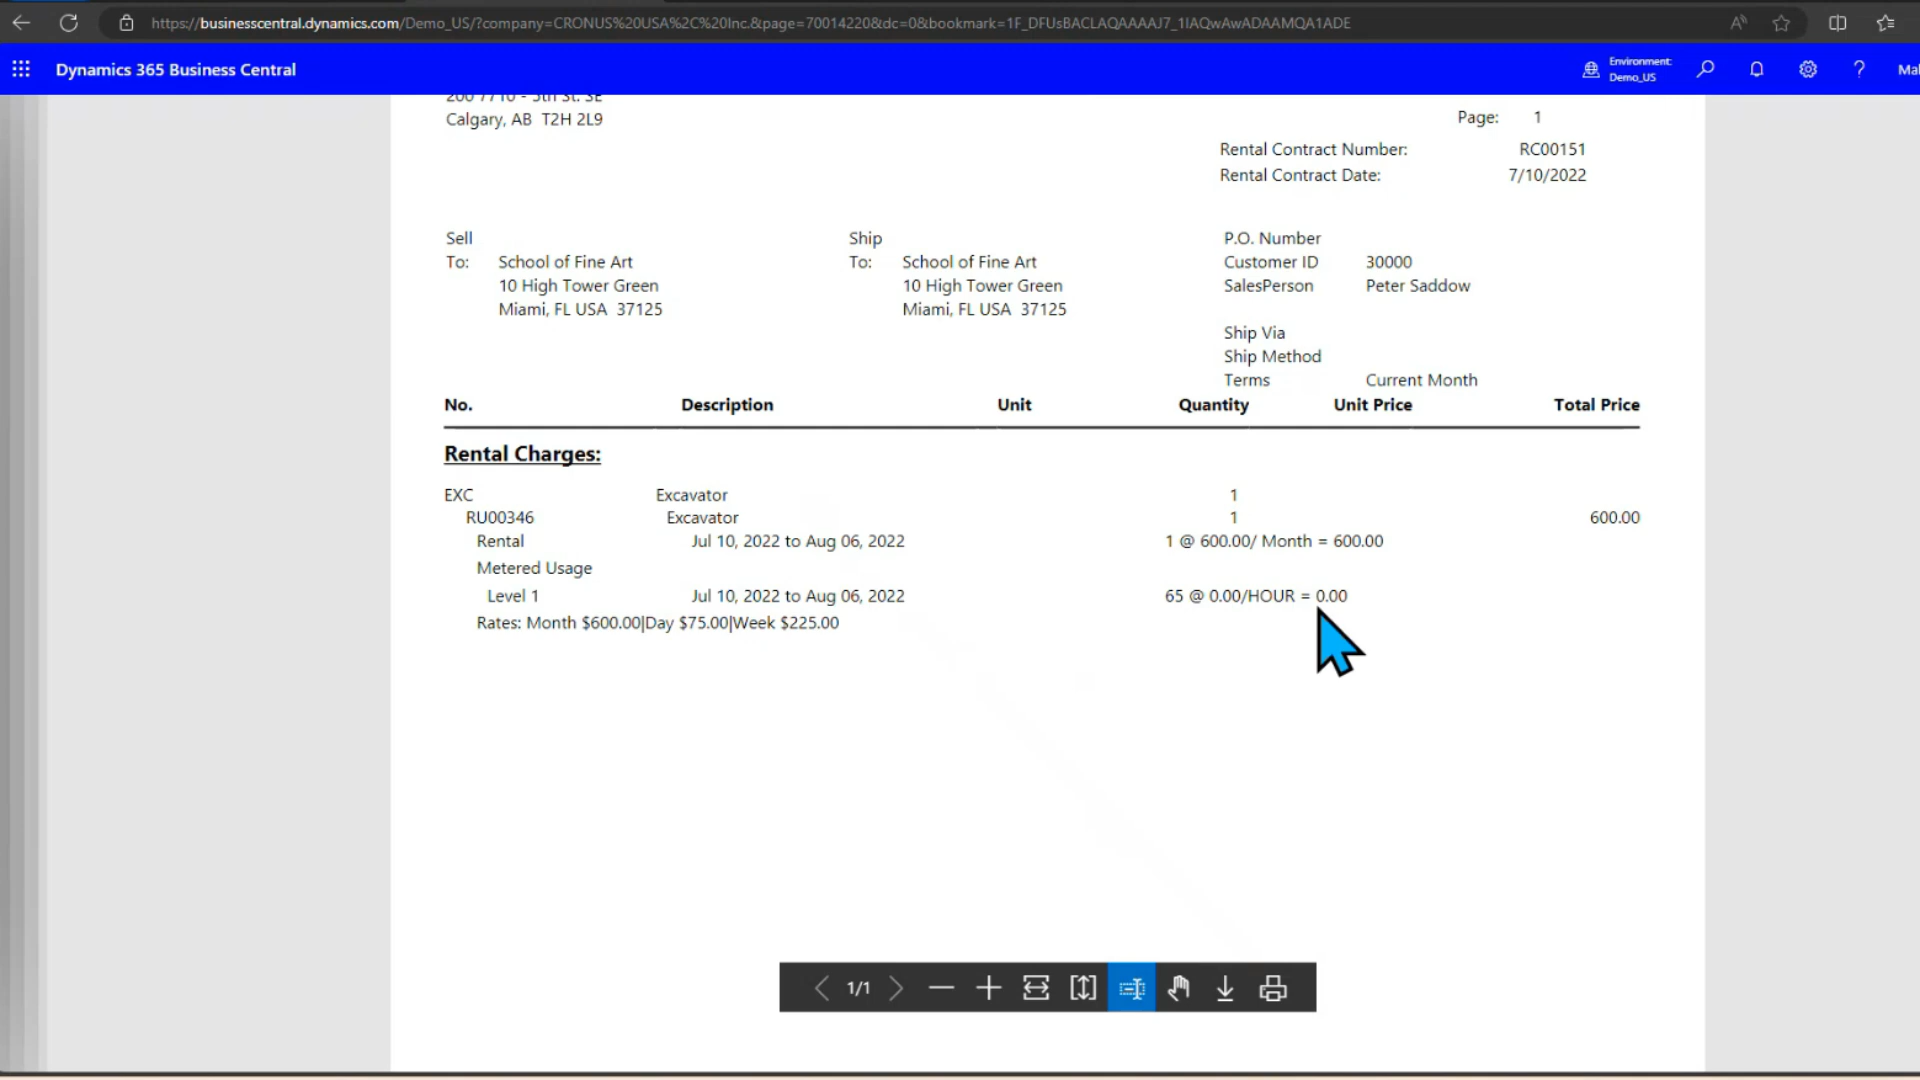 https://businesscentral.dynamics.com/Demo_US/?company=CRONUS%20USA%2C%20Inc.&page=70014220&dc=0&bookmark=1F_DFUsBACLAQAAAAJ7_1IAQwAwADAAMQA1ADE
Dynamics 365 Business Central
Environment:
Demo_US
Mal
200 7710 - 5th St. SE
Calgary, AB T2H 2L9
Page: 1
Rental Contract Number: RC00151
Rental Contract Date: 7/10/2022
Sell
To: School of Fine Art
10 High Tower Green
Miami, FL USA 37125
Ship
To: School of Fine Art
10 High Tower Green
Miami, FL USA 37125
P.O. Number
Customer ID 30000
SalesPerson Peter Saddow
Ship Via
Ship Method
Terms Current Month
No. Description Unit Quantity Unit Price Total Price
Rental Charges:
EXC Excavator 1
RU00346 Excavator 1 600.00
Rental Jul 10, 2022 to Aug 06, 2022 1 @ 600.00/ Month = 600.00
Metered Usage
Level 1 Jul 10, 2022 to Aug 06, 2022 65 @ 0.00/HOUR = 0.00
Rates: Month $600.00|Day $75.00|Week $225.00
1/1